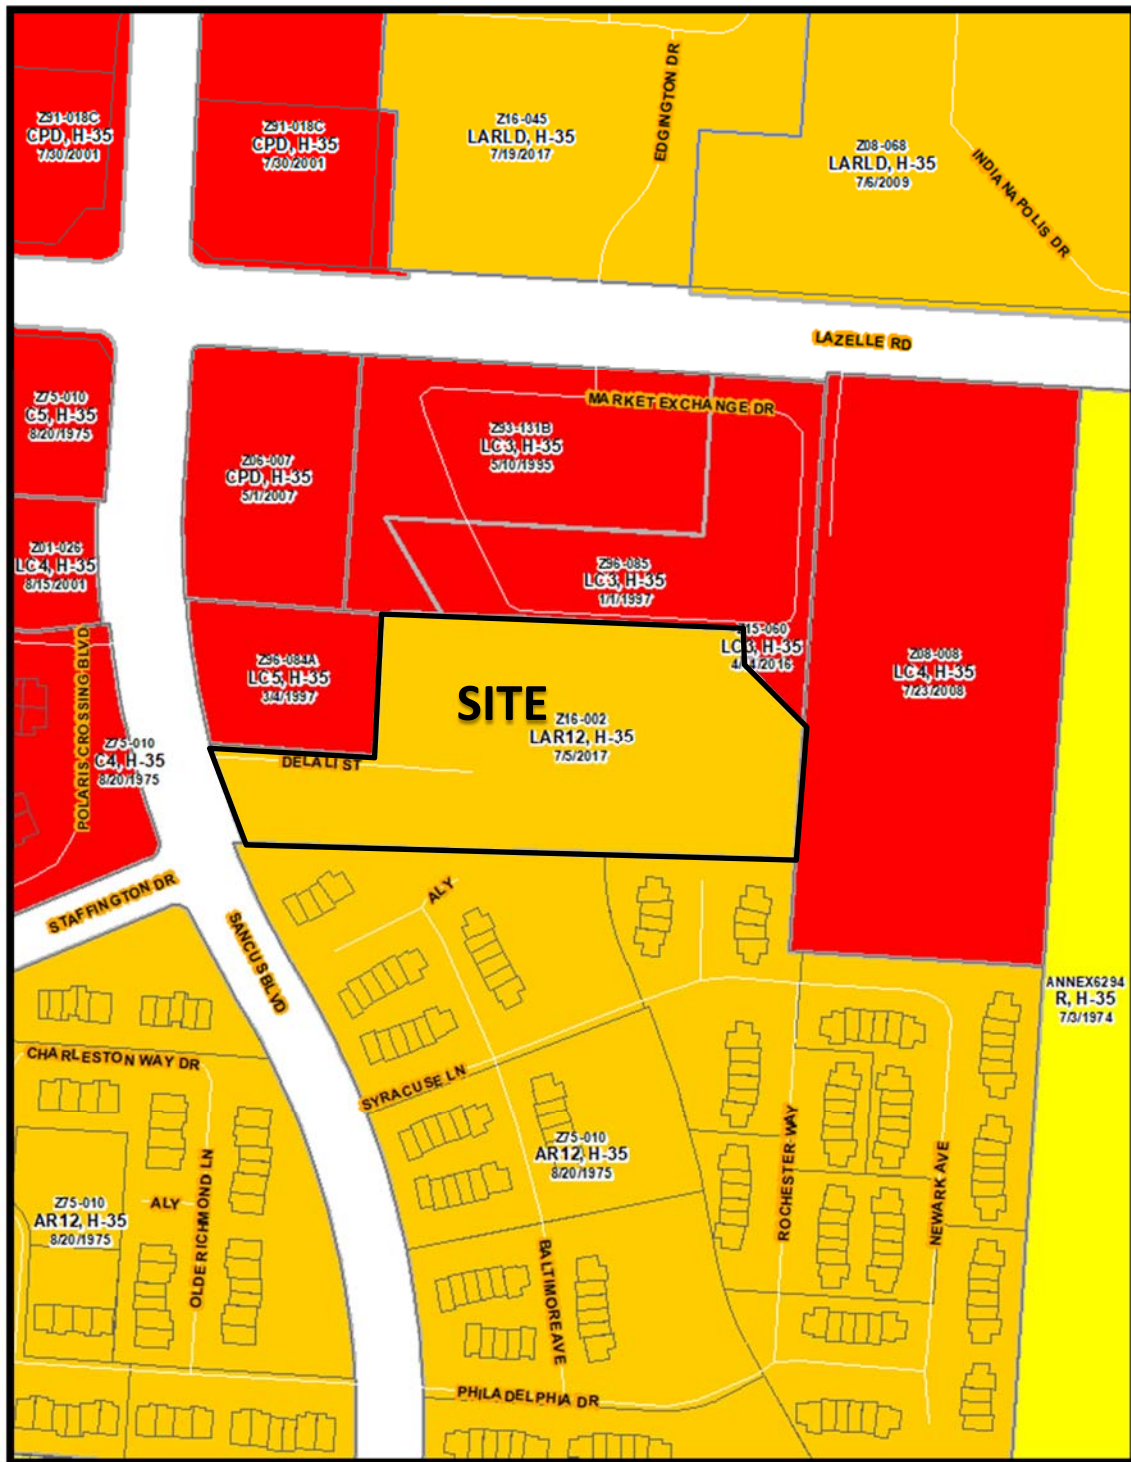 Z91-018C
CPD, H-35
7/30/2001
Z91-018C
CPD, H-35
7/30/2001
Z16-045
LARLD, H-35
7/19/2017
EDGINGTON DR
Z08-068
LARLD, H-35
7/6/2009
INDIANAPOLIS DR
LAZELLE RD
Z75-010
C5, H-35
8/20/1975
MARKET EXCHANGE DR
Z93-131B
LC3, H-35
5/10/1995
Z06-007
CPD, H-35
5/1/2007
Z01-026
LC4, H-35
8/15/2001
Z96-085
LC3, H-35
1/1/1997
Z15-060
LC3, H-35
Z96-084A
LC5, H-35
3/4/1997
Z08-008
LC4, H-35
7/23/2008
SITE
Z16-002
LAR12, H-35
7/5/2017
POLARIS CROSSING BLVD
Z75-010
C4, H-35
8/20/1975
DELALI ST
STAFFINGTON DR
SANCUS BLVD
ALY
ANNEX6294
R, H-35
7/3/1974
CHARLESTON WAY DR
SYRACUSE LN
Z75-010
AR12, H-35
8/20/1975
ROCHESTER WAY
NEWARK AVE
Z75-010
AR12, H-35
8/20/1975
ALY
OLDE RICHMOND LN
BALTIMORE AVE
PHILADELPHIA DR